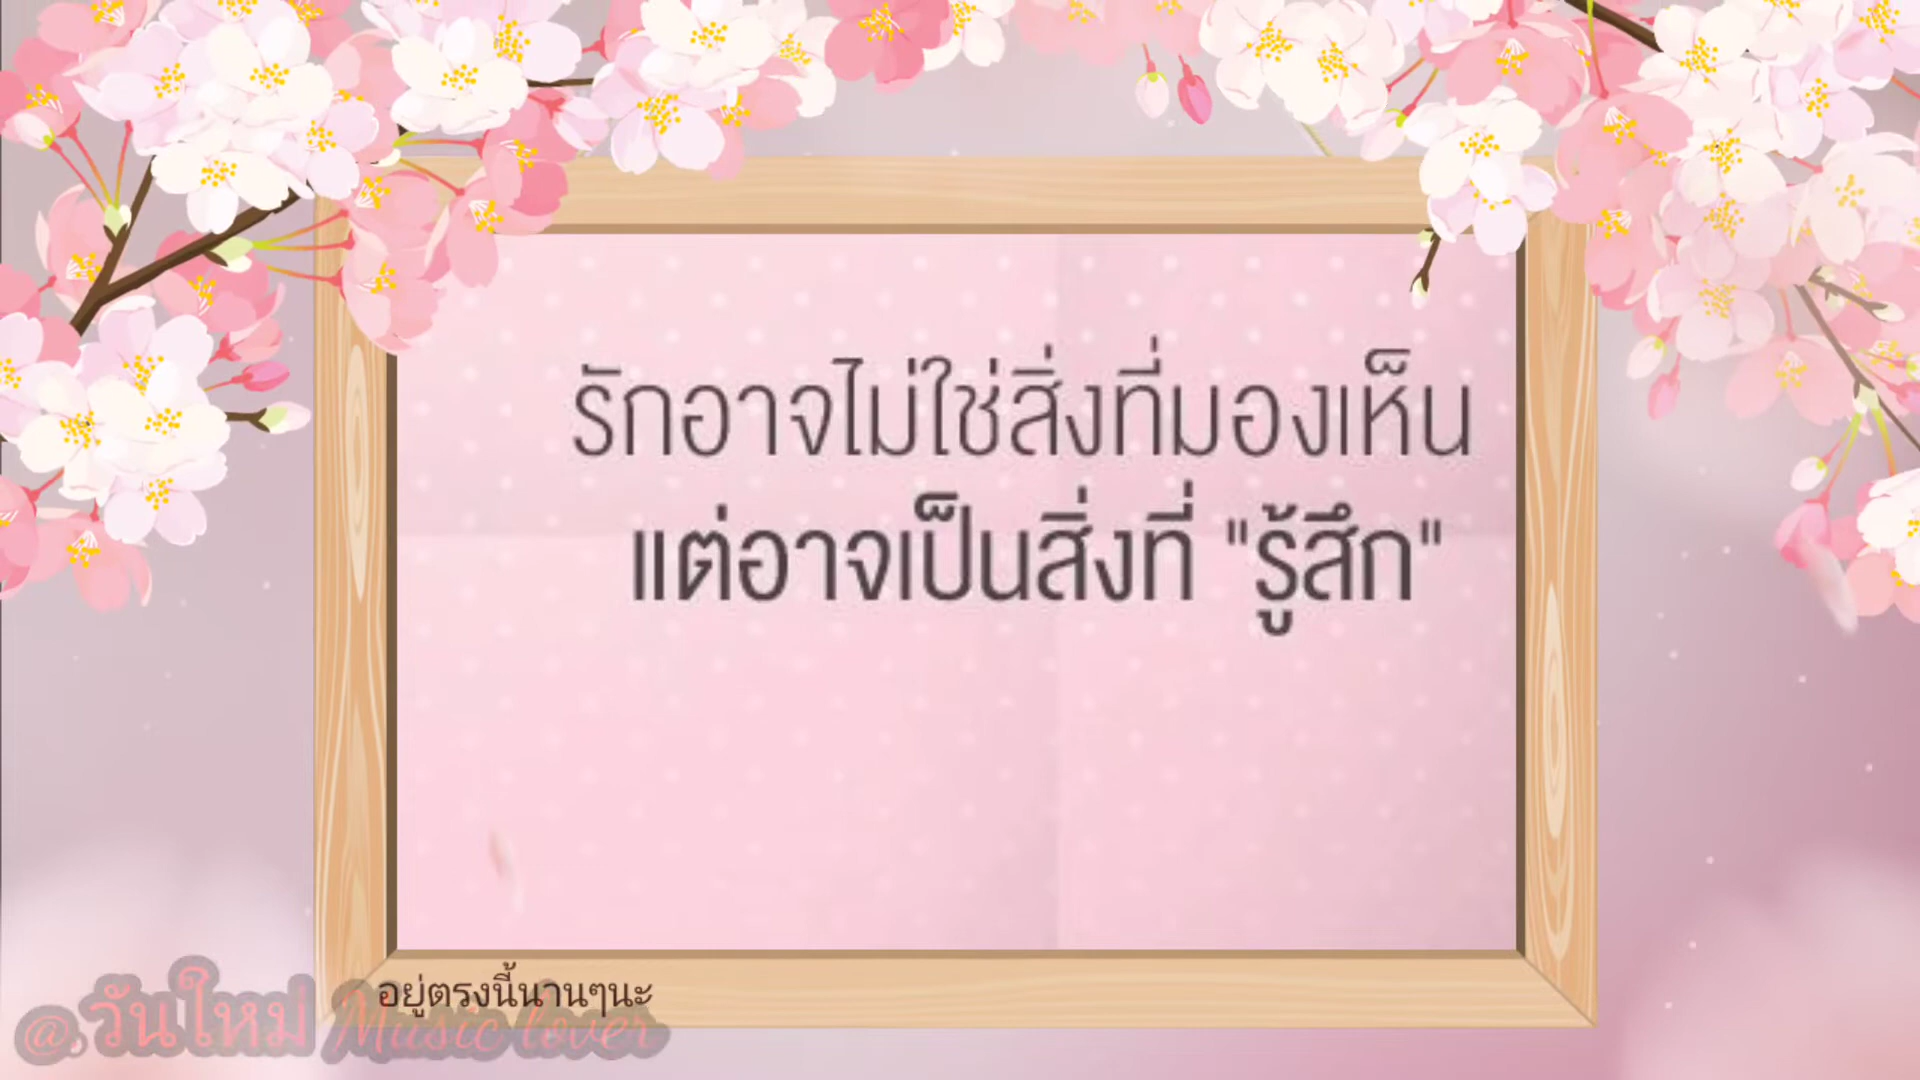 รักอาจไม่ใช่สิ่งที่มองเห็น
แต่อาจเป็นสิ่งที่ "รู้สึก"
อยู่ตรงนี้นานๆนะ
@วันใหม่ Music lover